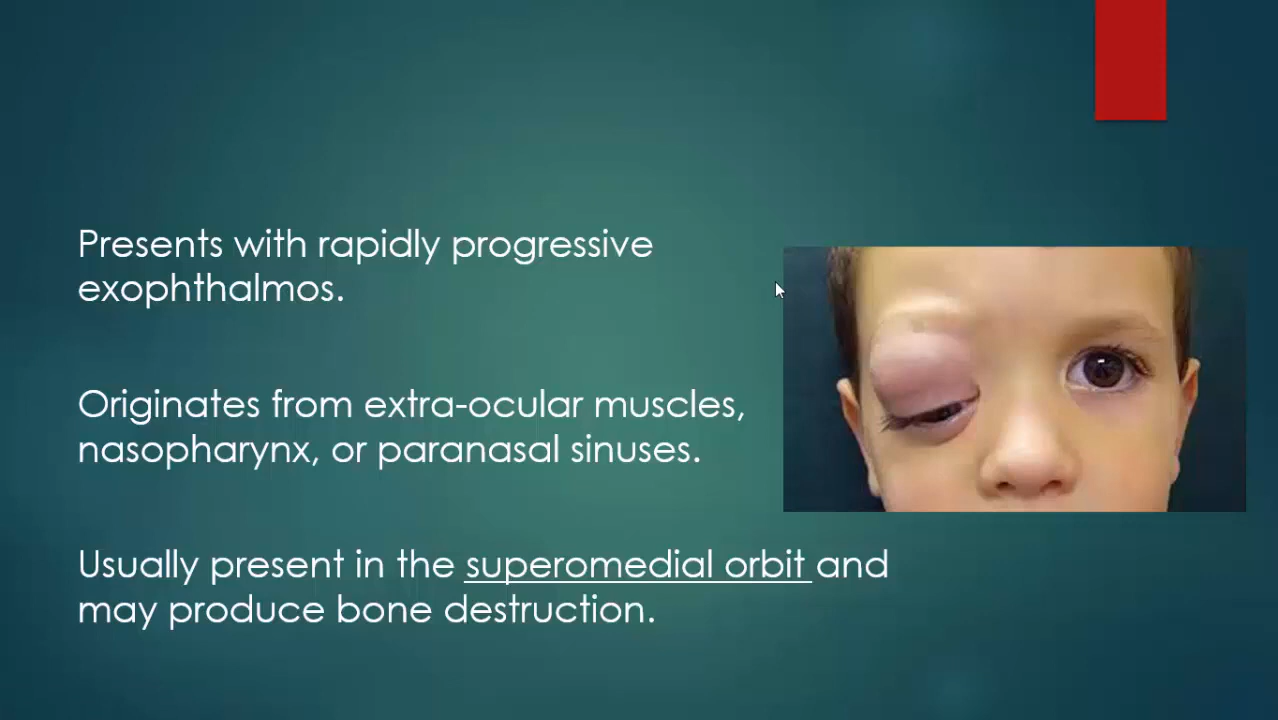 Presents with rapidly progressive
exophthalmos.
Originates from extra-ocular muscles,
nasopharynx, or paranasal sinuses.
Usually present in the superomedial orbit and
may produce bone destruction.